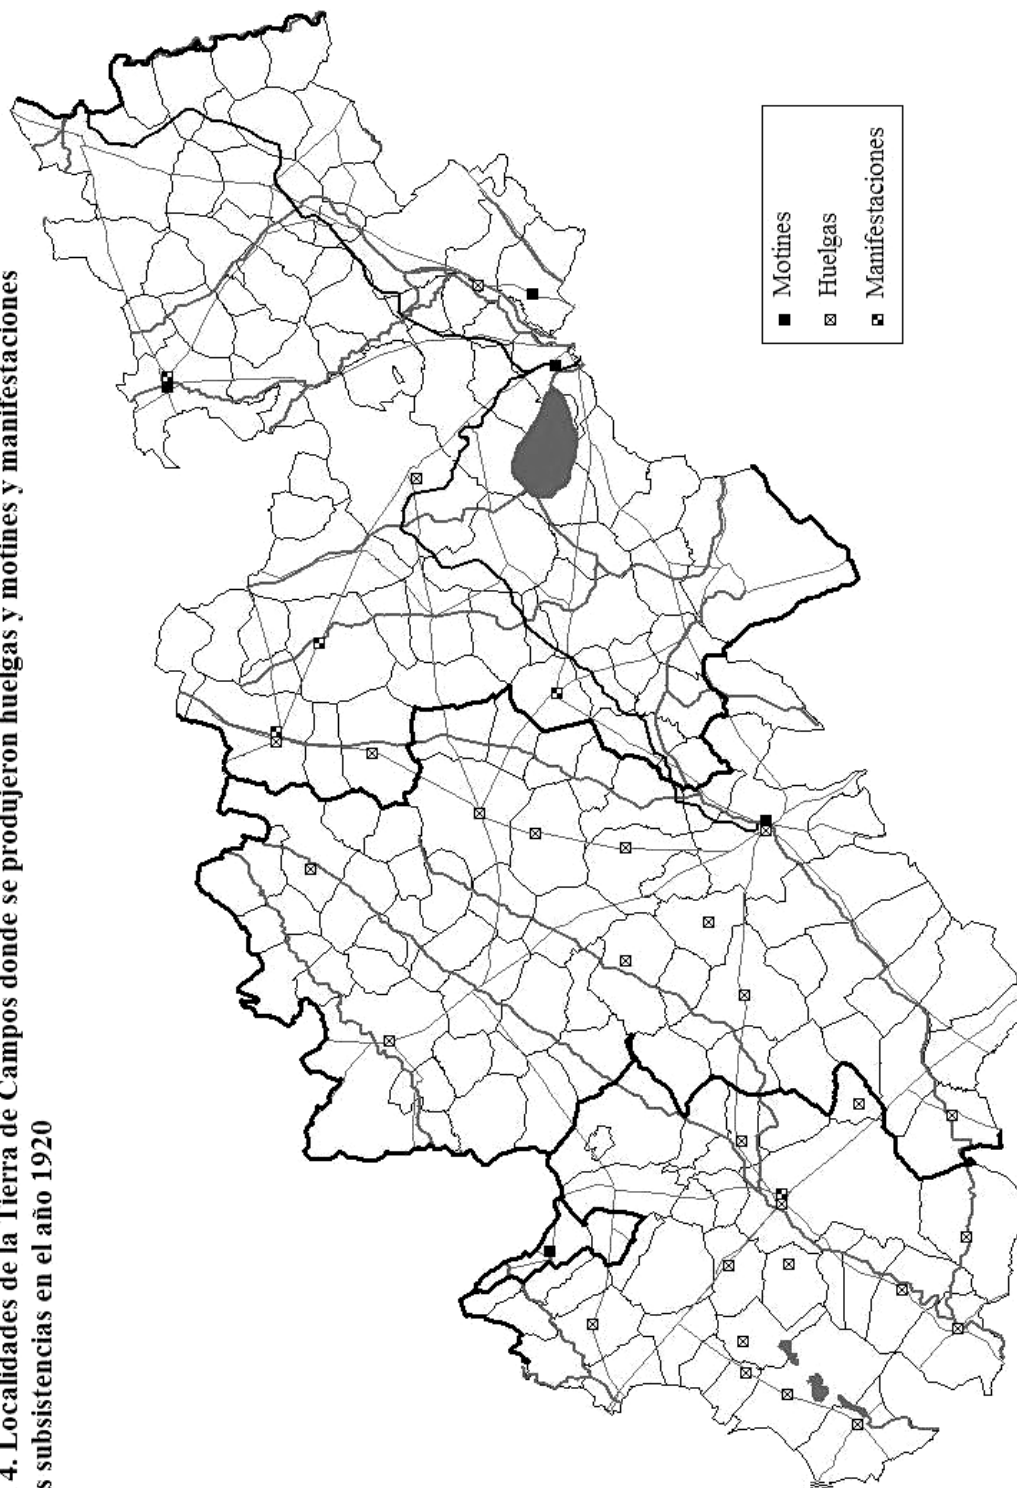 4. Localidades de la Tierra de Campos donde se produjeron huelgas y motines y manifestaciones
s subsistencias en el año 1920
Motines
Huelgas
Manifestaciones